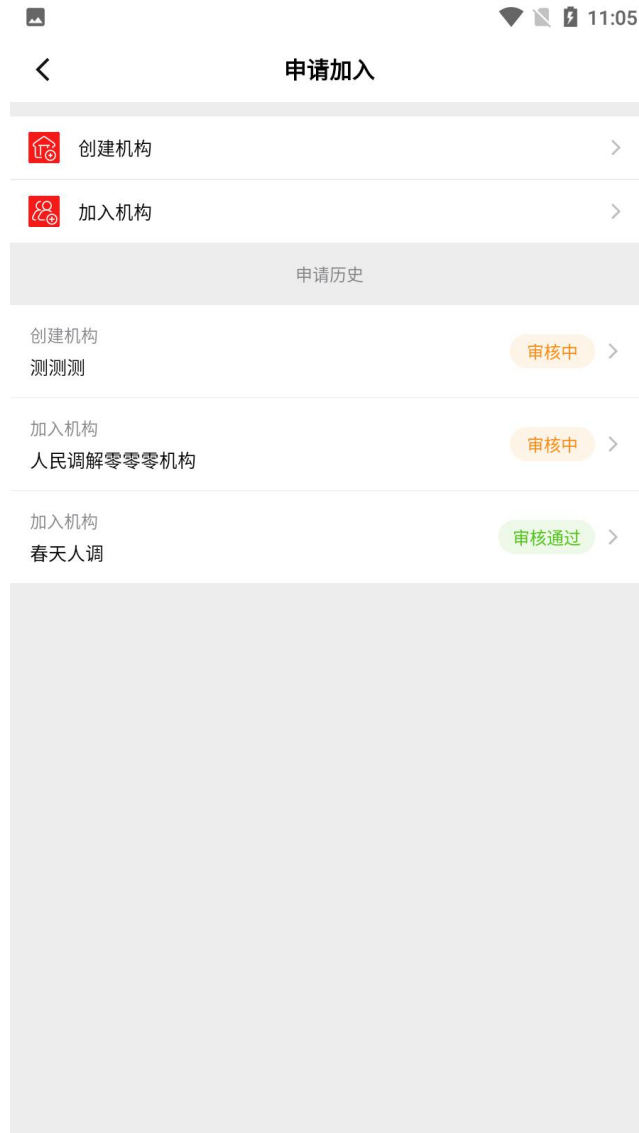 11:05
申请加入
创建机构
加入机构
申请历史
创建机构
测测测
审核中
加入机构
人民调解零零零机构
审核中
加入机构
春天人调
审核通过